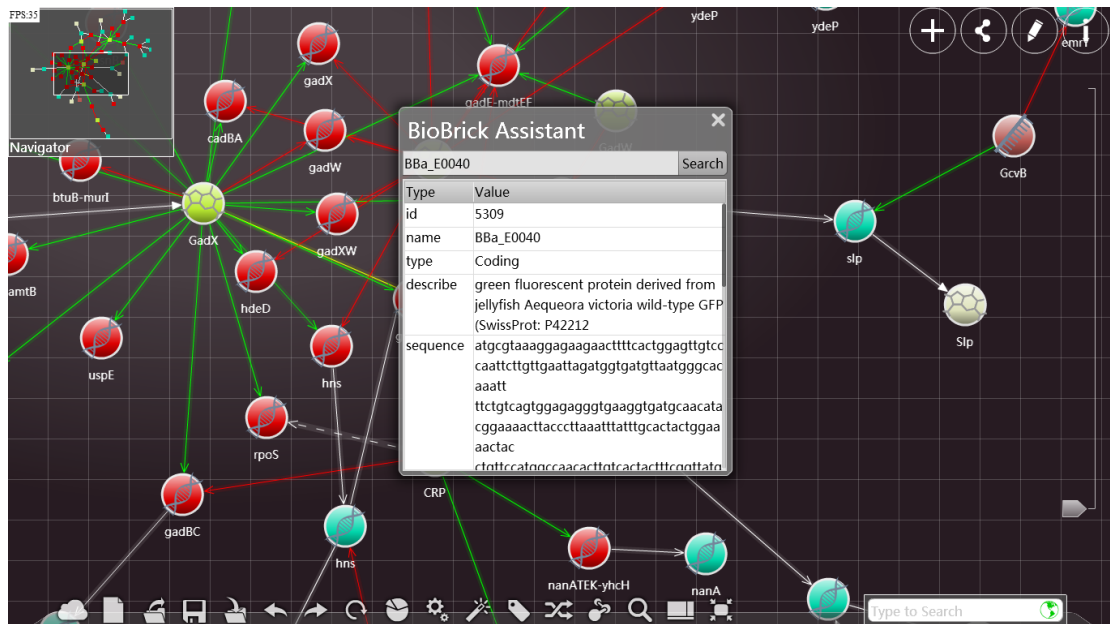 FPS:35
ydeP
ydeP
emrY
gadX
gadE-mdtEF
cadBA
gadW
GadW
Navigator
btuB-murI
GcvB
GadX
gadXW
slp
amtB
hdeD
Slp
uspE
hns
rpoS
CRP
gadBC
hns
nanATEK-yhcH
nanA
BioBrick Assistant
BBa_E0040 Search
Type Value
id 5309
name BBa_E0040
type Coding
describe green fluorescent protein derived from
jellyfish Aequeora victoria wild-type GFP
(SwissProt: P42212
sequence atgcgtaaaggagaagaacttttcactggagttgtcc
caattcttgttgaattagatggtgatgttaatgggcac
aaatt
ttctgtcagtggagagggtgaaggtgatgcaacata
cggaaaacttacccttaaatttatttgcactactggaa
aactac
ctgttccatggccaacacttgtcactactttcggttatg
Type to Search